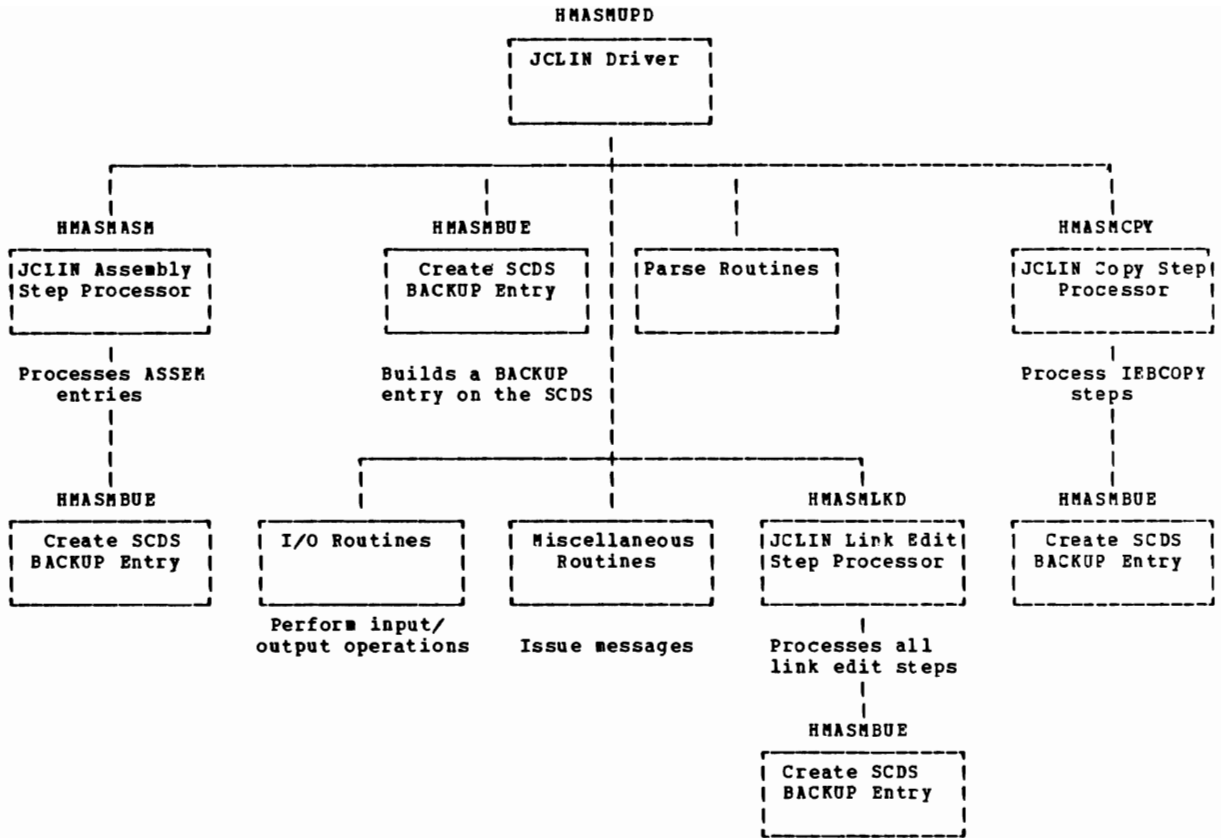 HMASMUPD
JCLIN Driver
HMASMASM
JCLIN Assembly
Step Processor
Processes ASSEM
entries
HMASMBUE
Create SCDS
BACKUP Entry
HMASMBUE
Create SCDS
BACKUP Entry
Builds a BACKUP
entry on the SCDS
Parse Routines
HMASMCPY
JCLIN Copy Step
Processor
Process IEBCOPY
steps
HMASMBUE
Create SCDS
BACKUP Entry
I/O Routines
Perform input/
output operations
Miscellaneous
Routines
Issue messages
HMASMLKD
JCLIN Link Edit
Step Processor
Processes all
link edit steps
HMASMBUE
Create SCDS
BACKUP Entry